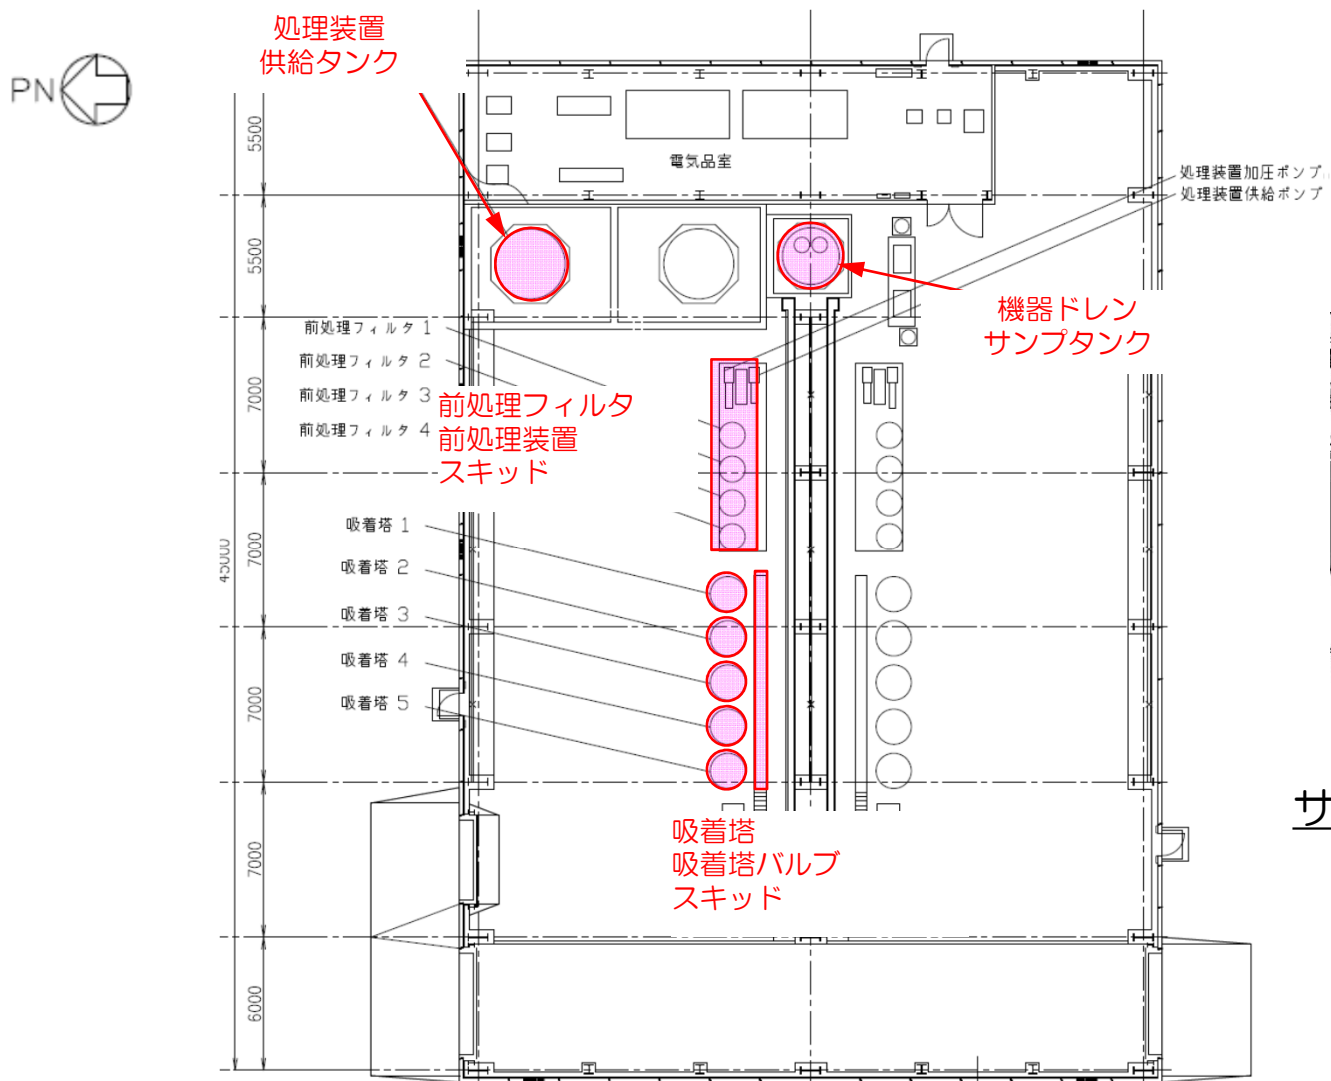 処理装置
供給タンク
PN
5500
電気品室
処理装置加圧ポンプ
処理装置供給ポンプ
5500
機器ドレン
サンプタンク
前処理フィルタ 1
前処理フィルタ 2
前処理フィルタ 3
前処理フィルタ 4
7000
前処理フィルタ
前処理装置
スキッド
吸着塔 1
吸着塔 2
吸着塔 3
吸着塔 4
吸着塔 5
45000
7000
7000
サ
7000
吸着塔
吸着塔バルブ
スキッド
6000